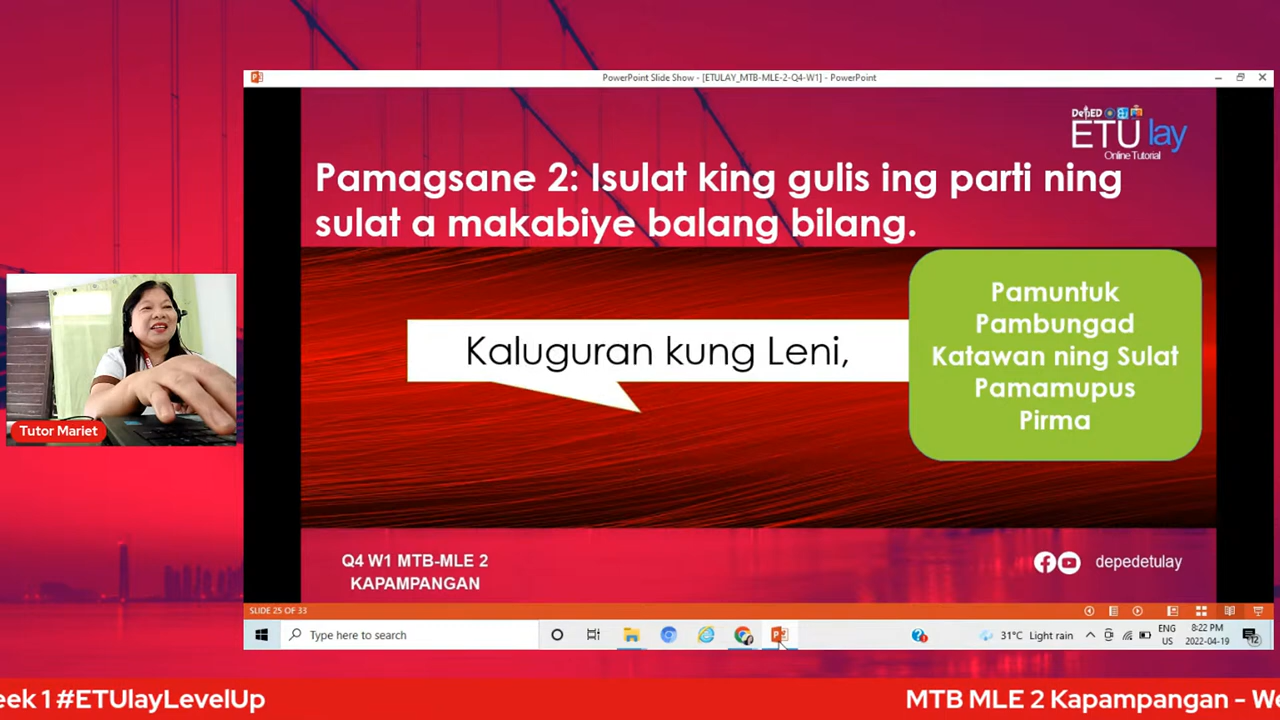 PowerPoint Slide Show - [ETULAY_MTB-MLE-2-Q4-W1] - PowerPoint
DepED
ETUlay
Online Tutorial
Pamagsane 2: Isulat king gulis ing parti ning
sulat a makabiye balang bilang.
Kaluguran kung Leni,
Pamuntuk
Pambungad
Katawan ning Sulat
Pamamupus
Pirma
Tutor Mariet
Q4 W1 MTB-MLE 2
KAPAMPANGAN
depedetulay
SLIDE 25 OF 33
Type here to search
31°C Light rain
ENG
US
8:22 PM
2022-04-19
12
eek 1 #ETUlayLevelUp
MTB MLE 2 Kapampangan - We